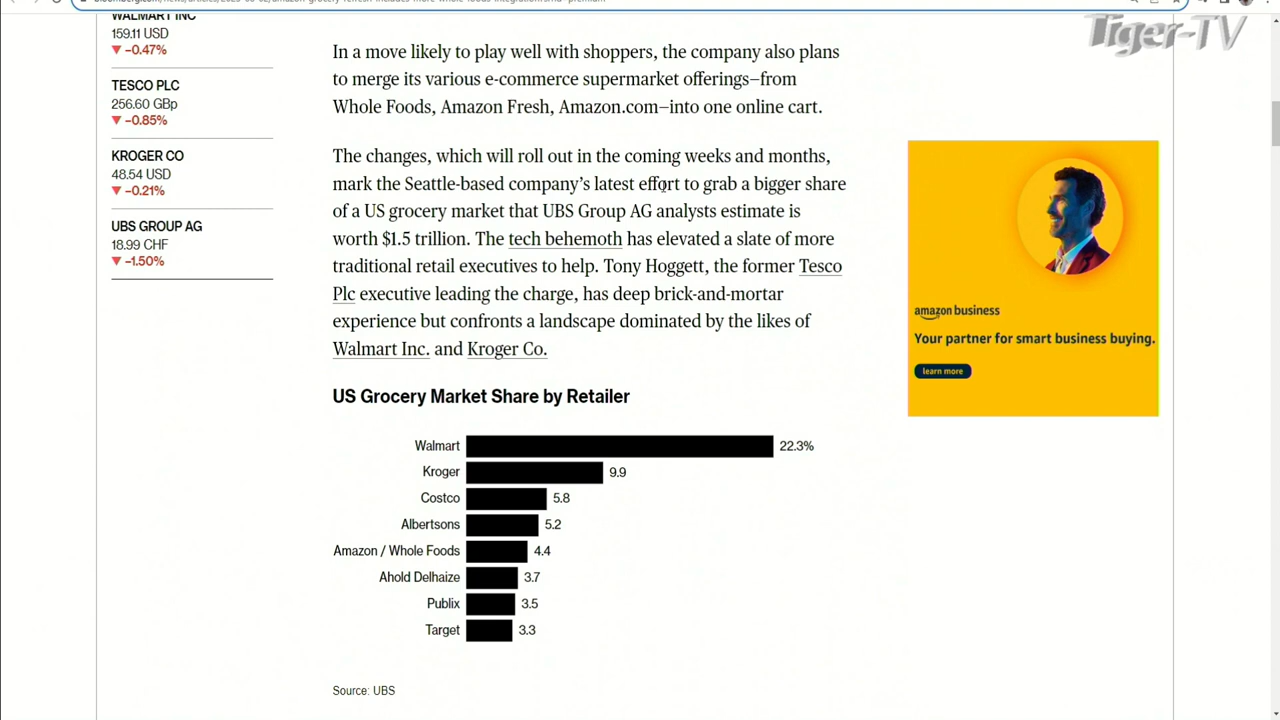 WALMART INC
159.11 USD
▼ −0.47%
TESCO PLC
256.60 GBp
▼ −0.85%
KROGER CO
48.54 USD
▼ −0.21%
UBS GROUP AG
18.99 CHF
▼ −1.50%
Tiger-TV
In a move likely to play well with shoppers, the company also plans
to merge its various e-commerce supermarket offerings—from
Whole Foods, Amazon Fresh, Amazon.com—into one online cart.
The changes, which will roll out in the coming weeks and months,
mark the Seattle-based company’s latest effort to grab a bigger share
of a US grocery market that UBS Group AG analysts estimate is
worth $1.5 trillion. The tech behemoth has elevated a slate of more
traditional retail executives to help. Tony Hoggett, the former Tesco
Plc executive leading the charge, has deep brick-and-mortar
experience but confronts a landscape dominated by the likes of
Walmart Inc. and Kroger Co.
US Grocery Market Share by Retailer
Walmart 22.3%
Kroger 9.9
Costco 5.8
Albertsons 5.2
Amazon / Whole Foods 4.4
Ahold Delhaize 3.7
Publix 3.5
Target 3.3
Source: UBS
amazon business
Your partner for smart business buying.
learn more